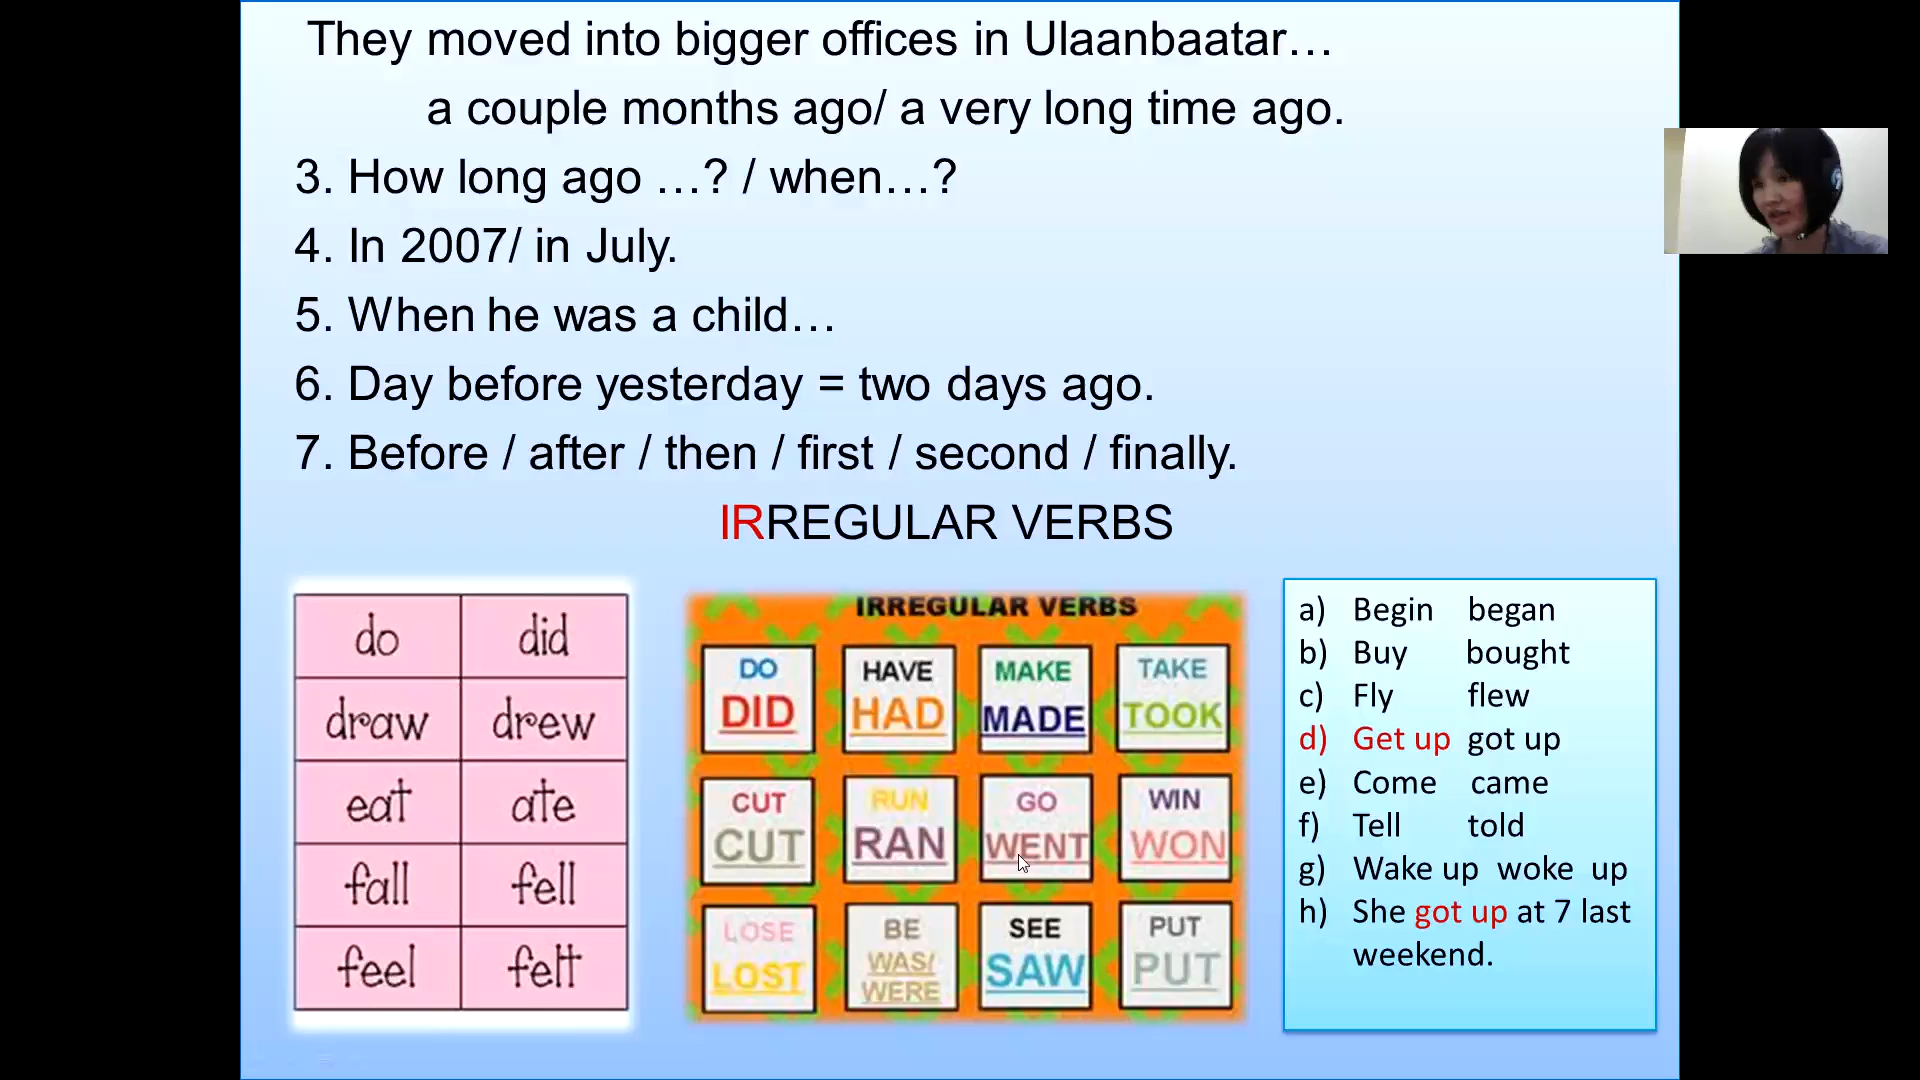 They moved into bigger offices in Ulaanbaatar…
a couple months ago/ a very long time ago.
3. How long ago …? / when…?
4. In 2007/ in July.
5. When he was a child…
6. Day before yesterday = two days ago.
7. Before / after / then / first / second / finally.
IRREGULAR VERBS
do did
draw drew
eat ate
fall fell
feel felt
IRREGULAR VERBS
DO HAVE MAKE TAKE
DID HAD MADE TOOK
CUT RUN GO WIN
CUT RAN WENT WON
LOSE BE SEE PUT
LOST WAS/ SAW PUT
WERE
a) Begin began
b) Buy bought
c) Fly flew
d) Get up got up
e) Come came
f) Tell told
g) Wake up woke up
h) She got up at 7 last
weekend.